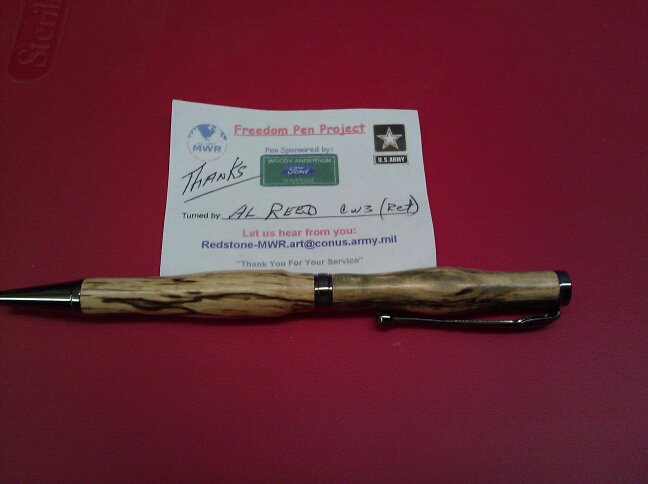 Steril
MWR
Freedom Pen Project
Pen Sponsored by:
WOODY ANDERSON
Ford
U.S.ARMY
THANKS
Turned by: AL REED CW3 (Ret)
Let us hear from you:
Redstone-MWR.art@conus.army.mil
"Thank You For Your Service"